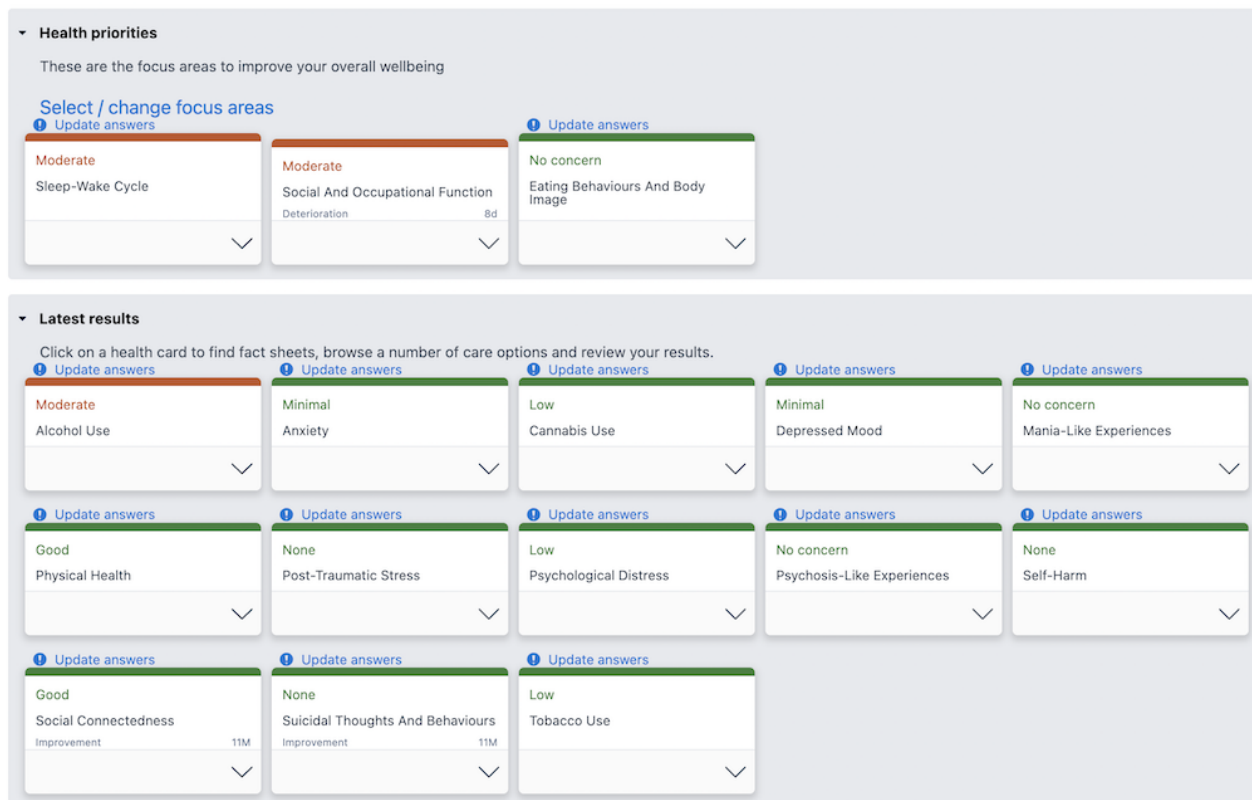 Health priorities
These are the focus areas to improve your overall wellbeing
Select / change focus areas
Update answers
Moderate
Sleep-Wake Cycle
Moderate
Social And Occupational Function
Deterioration 8d
Update answers
No concern
Eating Behaviours And Body
Image
Latest results
Click on a health card to find fact sheets, browse a number of care options and review your results.
Update answers
Moderate
Alcohol Use
Update answers
Minimal
Anxiety
Update answers
Low
Cannabis Use
Update answers
Minimal
Depressed Mood
Update answers
No concern
Mania-Like Experiences
Update answers
Good
Physical Health
Update answers
None
Post-Traumatic Stress
Update answers
Low
Psychological Distress
Update answers
No concern
Psychosis-Like Experiences
Update answers
None
Self-Harm
Update answers
Good
Social Connectedness
Improvement 11M
Update answers
None
Suicidal Thoughts And Behaviours
Improvement 11M
Update answers
Low
Tobacco Use